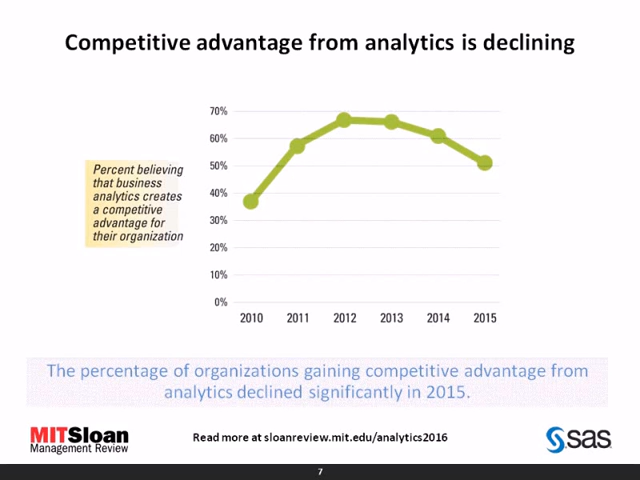 Competitive advantage from analytics is declining
70%
60%
50%
40%
30%
20%
10%
0%
Percent believing
that business
analytics creates
a competitive
advantage for
their organization
2010 2011 2012 2013 2014 2015
The percentage of organizations gaining competitive advantage from
analytics declined significantly in 2015.
MITSloan
Management Review
Read more at sloanreview.mit.edu/analytics2016
sas
7